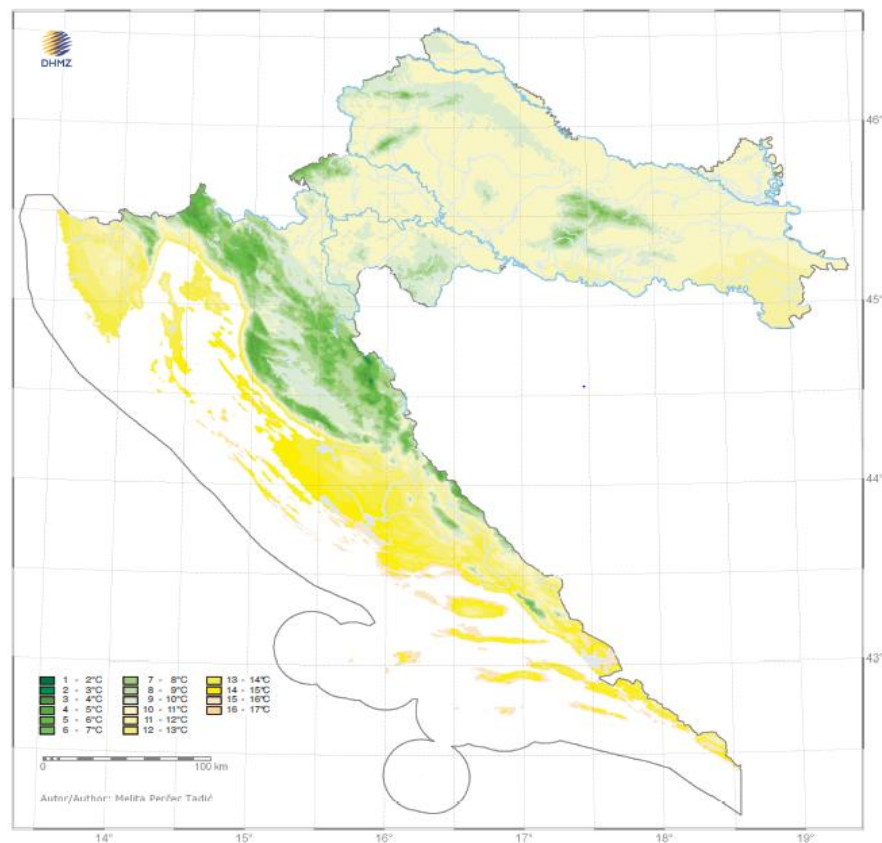 DHMZ
46°
45°
44°
43°
1 - 2°C
2 - 3°C
3 - 4°C
4 - 5°C
5 - 6°C
6 - 7°C
7 - 8°C
8 - 9°C
9 - 10°C
10 - 11°C
11 - 12°C
12 - 13°C
13 - 14°C
14 - 15°C
15 - 16°C
16 - 17°C
0 100 km
Autor/Author: Melita Perčec Tadić
14° 15° 16° 17° 18° 19°